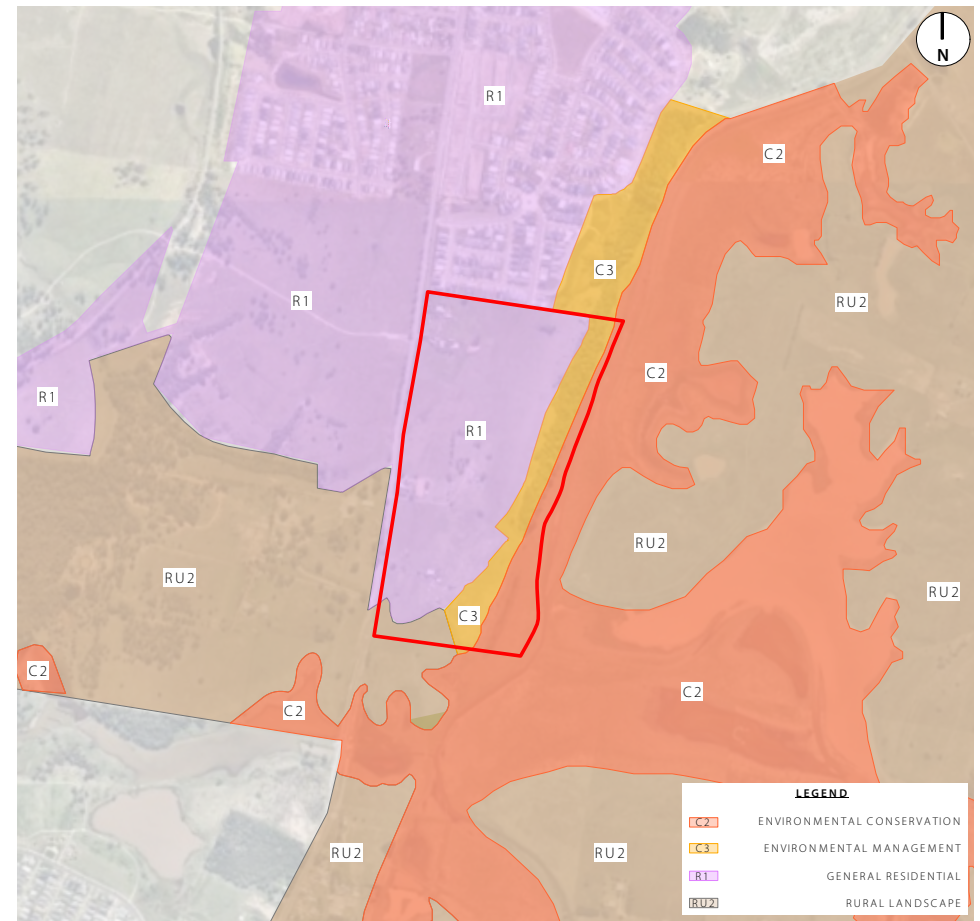 N
R1
C2
C3
R1
RU2
C2
R1
R1
RU2
RU2
RU2
C3
C2
C2
C2
RU2
RU2
LEGEND
C2 ENVIRONMENTAL CONSERVATION
C3 ENVIRONMENTAL MANAGEMENT
R1 GENERAL RESIDENTIAL
RU2 RURAL LANDSCAPE